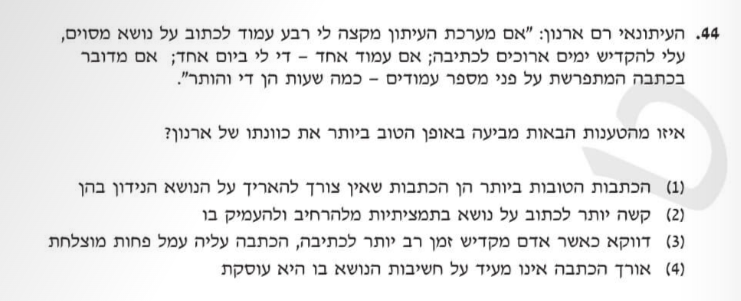 44. העיתונאי רם ארנון: "אם מערכת העיתון מקצה לי רבע עמוד לכתוב על נושא מסוים,
עלי להקדיש ימים ארוכים לכתיבה; אם עמוד אחד – די לי ביום אחד; אם מדובר
בכתבה המתפרשת על פני מספר עמודים – כמה שעות הן די והותר".
איזו מהטענות הבאות מביעה באופן הטוב ביותר את כוונתו של ארנון?
(1) הכתבות הטובות ביותר הן הכתבות שאין צורך להאריך על הנושא הנידון בהן
(2) קשה יותר לכתוב על נושא בתמציתיות מלהרחיב ולהעמיק בו
(3) דווקא כאשר אדם מקדיש זמן רב יותר לכתיבה, הכתבה עליה עמל פחות מוצלחת
(4) אורך הכתבה אינו מעיד על חשיבות הנושא בו היא עוסקת